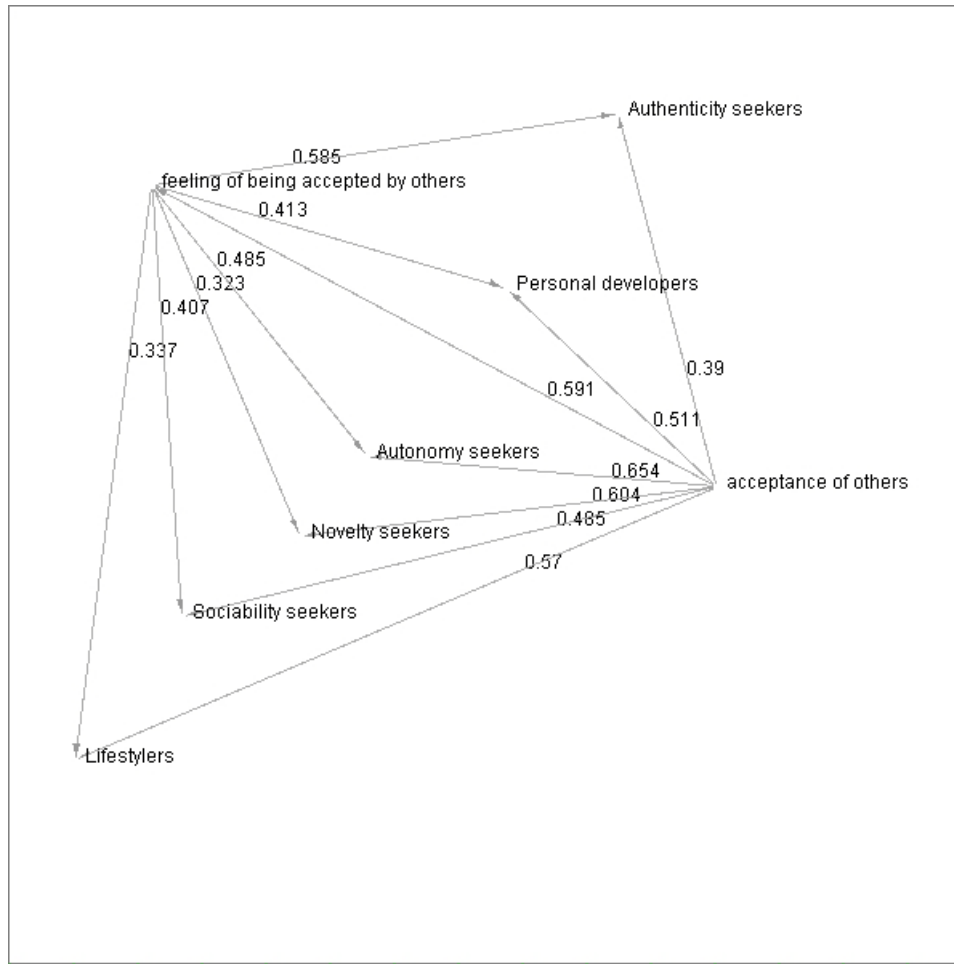 Authenticity seekers
0.585
feeling of being accepted by others
0.413
0.485
0.323
Personal developers
0.407
0.337
0.39
0.591
0.511
Autonomy seekers
0.654
acceptance of others
0.604
0.485
Novelty seekers
0.57
Sociability seekers
Lifestylers